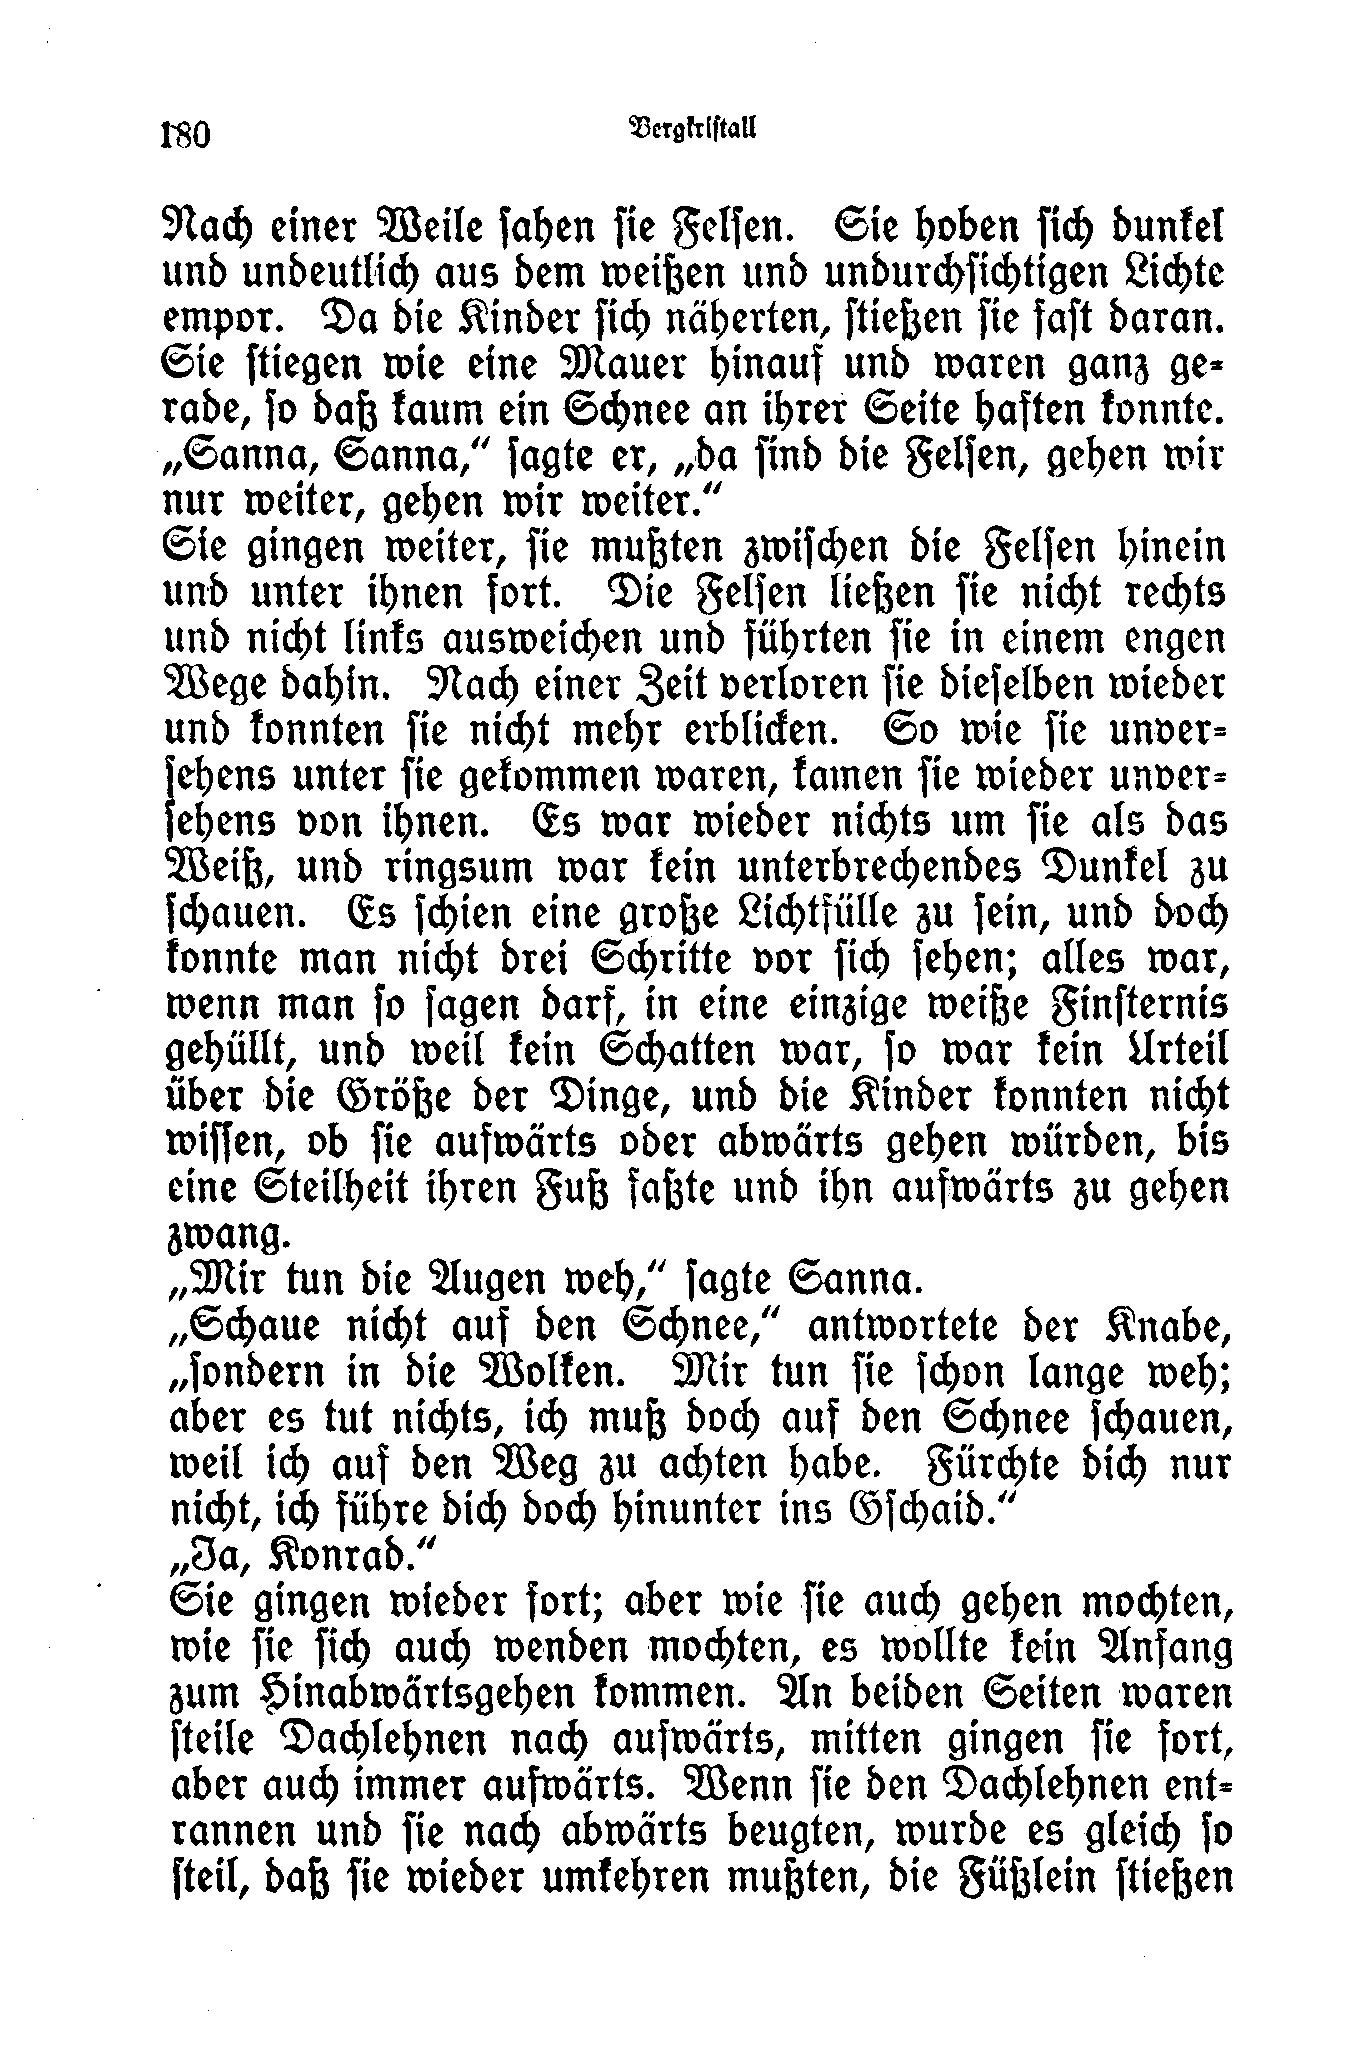 180
Bergkristall
Nach einer Weile sahen sie Felsen. Sie hoben sich dunkel
und undeutlich aus dem weißen und undurchsichtigen Lichte
empor. Da die Kinder sich näherten, stießen sie fast daran.
Sie stiegen wie eine Mauer hinauf und waren ganz ge-
rade, so daß kaum ein Schnee an ihrer Seite haften konnte.
„Sanna, Sanna,“ sagte er, „da sind die Felsen, gehen wir
nur weiter, gehen wir weiter.“
Sie gingen weiter, sie mußten zwischen die Felsen hinein
und unter ihnen fort. Die Felsen ließen sie nicht rechts
und nicht links ausweichen und führten sie in einem engen
Wege dahin. Nach einer Zeit verloren sie dieselben wieder
und konnten sie nicht mehr erblicken. So wie sie unver-
sehens unter sie gekommen waren, kamen sie wieder unver-
sehens von ihnen. Es war wieder nichts um sie als das
Weiß, und ringsum war kein unterbrechendes Dunkel zu
schauen. Es schien eine große Lichtfülle zu sein, und doch
konnte man nicht drei Schritte vor sich sehen; alles war,
wenn man so sagen darf, in eine einzige weiße Finsternis
gehüllt, und weil kein Schatten war, so war kein Urteil
über die Größe der Dinge, und die Kinder konnten nicht
wissen, ob sie aufwärts oder abwärts gehen würden, bis
eine Steilheit ihren Fuß faßte und ihn aufwärts zu gehen
zwang.
„Mir tun die Augen weh,“ sagte Sanna.
„Schaue nicht auf den Schnee,“ antwortete der Knabe,
„sondern in die Wolken. Mir tun sie schon lange weh;
aber es tut nichts, ich muß doch auf den Schnee schauen,
weil ich auf den Weg zu achten habe. Fürchte dich nur
nicht, ich führe dich doch hinunter ins Gschaid.“
„Ja, Konrad.“
Sie gingen wieder fort; aber wie sie auch gehen mochten,
wie sie sich auch wenden mochten, es wollte kein Anfang
zum Hinabwärtsgehen kommen. An beiden Seiten waren
steile Dachlehnen nach aufwärts, mitten gingen sie fort,
aber auch immer aufwärts. Wenn sie den Dachlehnen ent-
rannen und sie nach abwärts beugten, wurde es gleich so
steil, daß sie wieder umkehren mußten, die Füßlein stießen